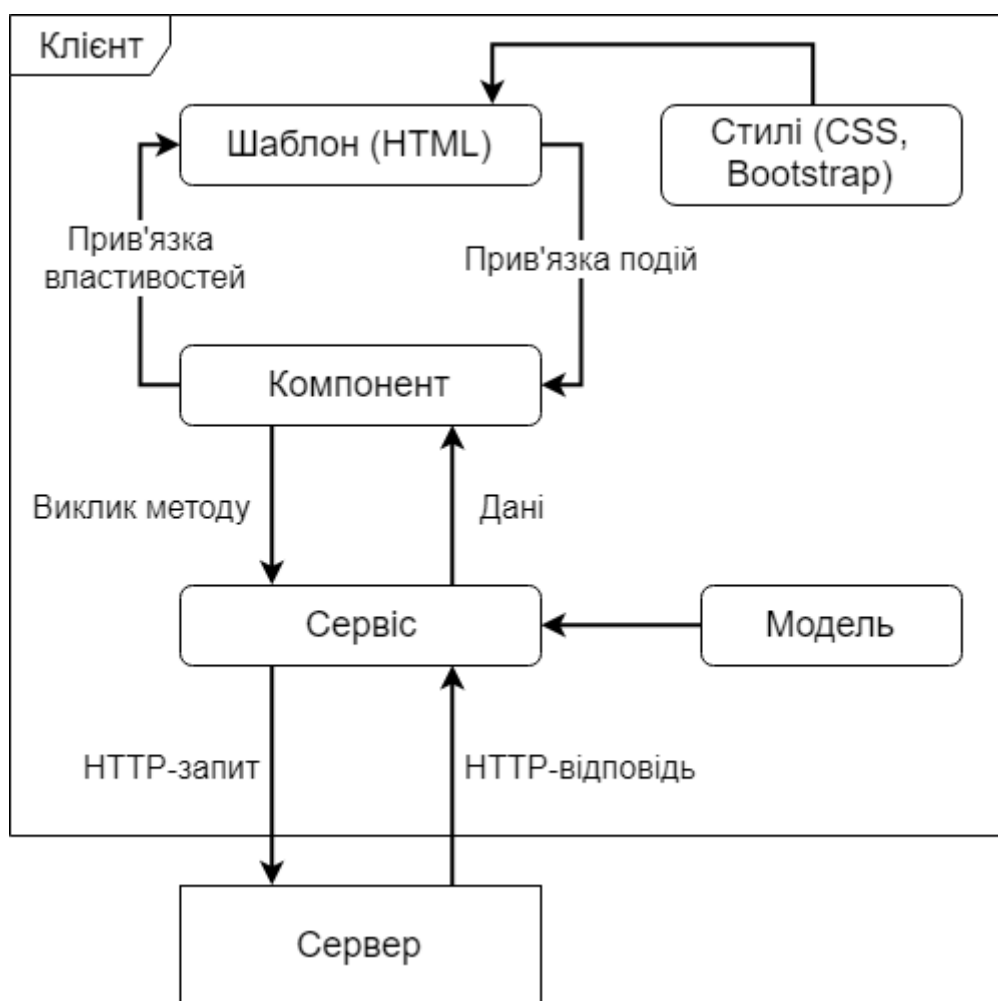 Клієнт
Шаблон (HTML)
Стилі (CSS,
Bootstrap)
Прив'язка
властивостей
Прив'язка подій
Компонент
Виклик методу
Дані
Сервіс
Модель
HTTP-запит
HTTP-відповідь
Сервер